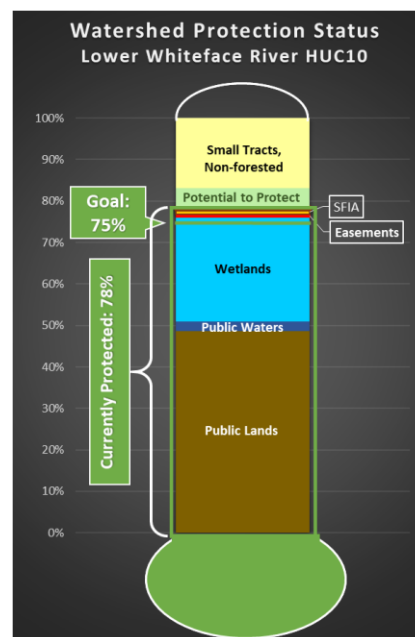 Watershed Protection Status
Lower Whiteface River HUC10
100%
90%
80%
70%
60%
50%
40%
30%
20%
10%
0%
Goal:
75%
Currently Protected: 78%
Small Tracts,
Non-forested
Potential to Protect
SFIA
Easements
Wetlands
Public Waters
Public Lands